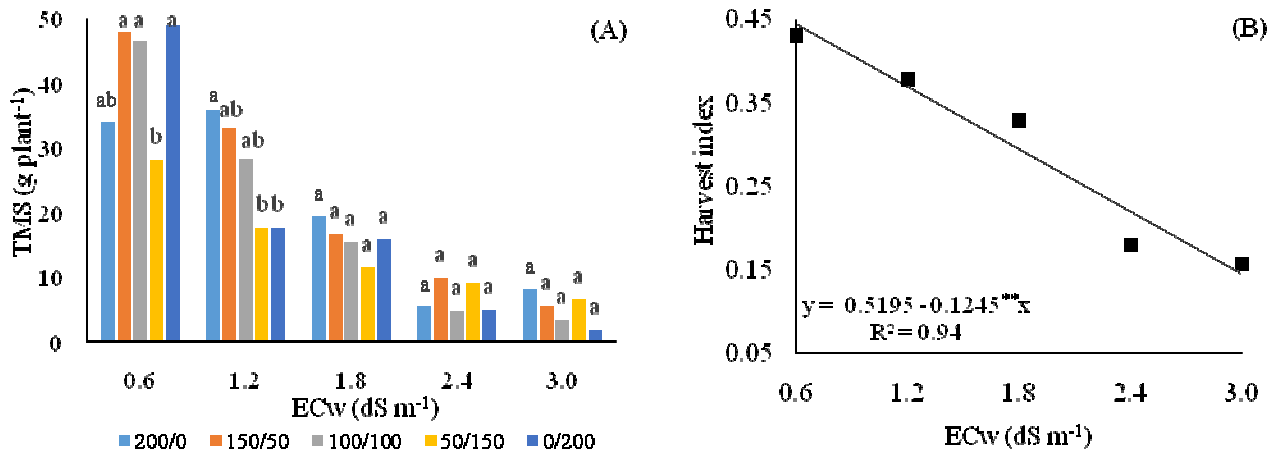 (A)
TMS (g plant⁻¹)
50
40
30
20
10
0
ab a a b a
a ab ab b b
a a a a a
a a a a a
a a a a a
0.6 1.2 1.8 2.4 3.0
ECw (dS m⁻¹)
200/0 150/50 100/100 50/150 0/200
(B)
Harvest index
0.45
0.35
0.25
0.15
0.05
y = 0.5195 - 0.1245**x
R² = 0.94
0.6 1.2 1.8 2.4 3.0
ECw (dS m⁻¹)